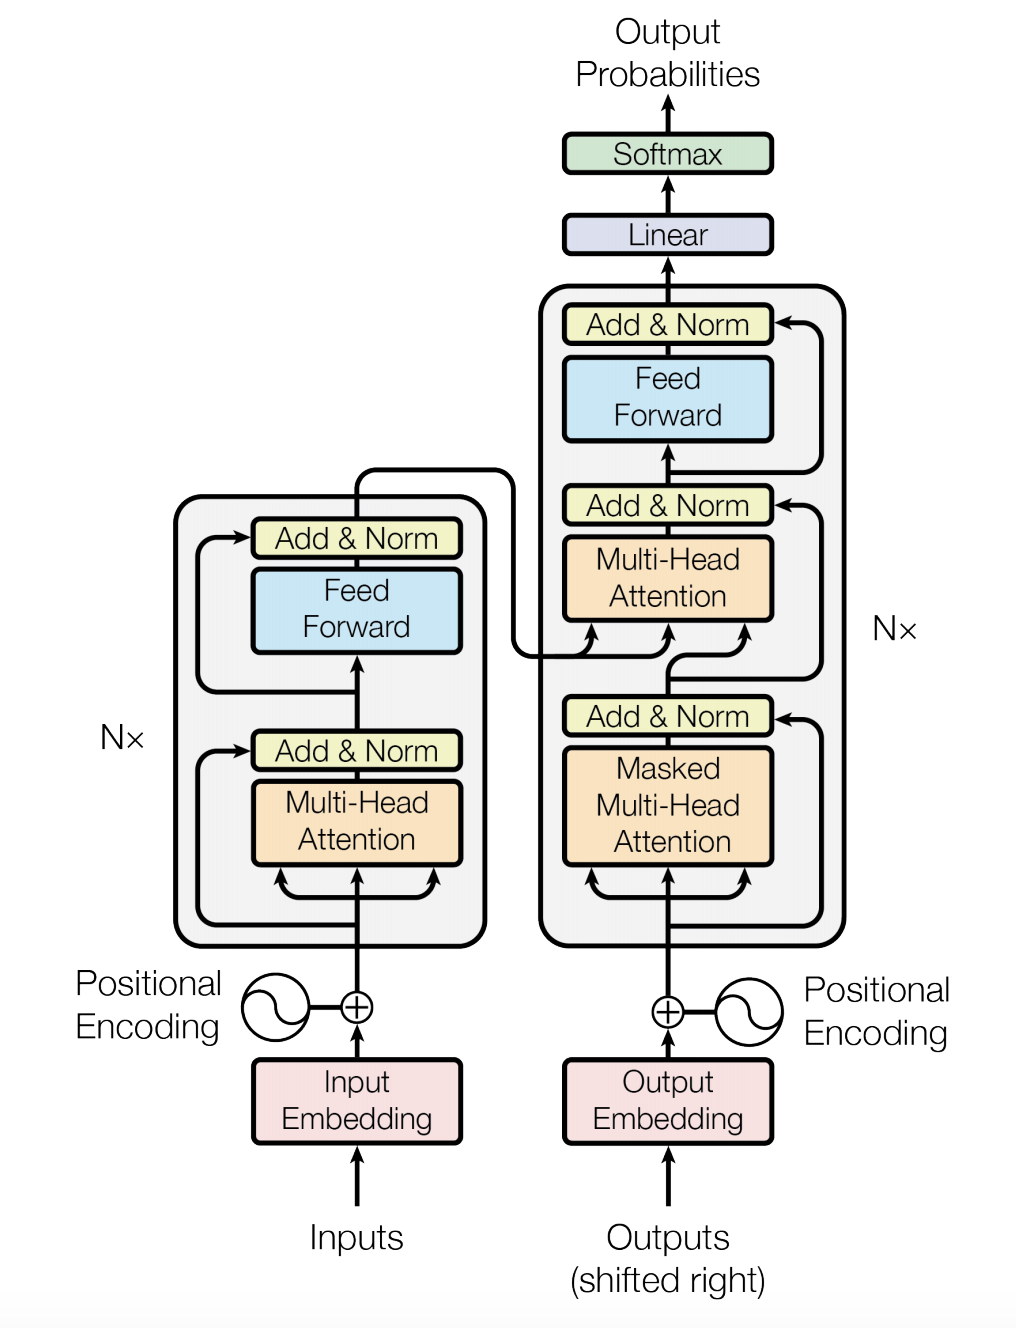 Output
Probabilities
Softmax
Linear
Add & Norm
Feed
Forward
Add & Norm
Multi-Head
Attention
Add & Norm
Masked
Multi-Head
Attention
N×
Add & Norm
Feed
Forward
Add & Norm
Multi-Head
Attention
N×
Positional
Encoding
Positional
Encoding
Input
Embedding
Output
Embedding
Inputs
Outputs
(shifted right)